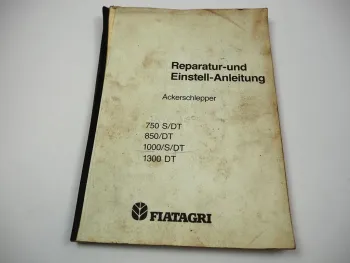 Reparatur-und
Einstell-Anleitung
Ackerschlepper
750 S/DT
850/DT
1000/S/DT
1300 DT
FIATAGRI